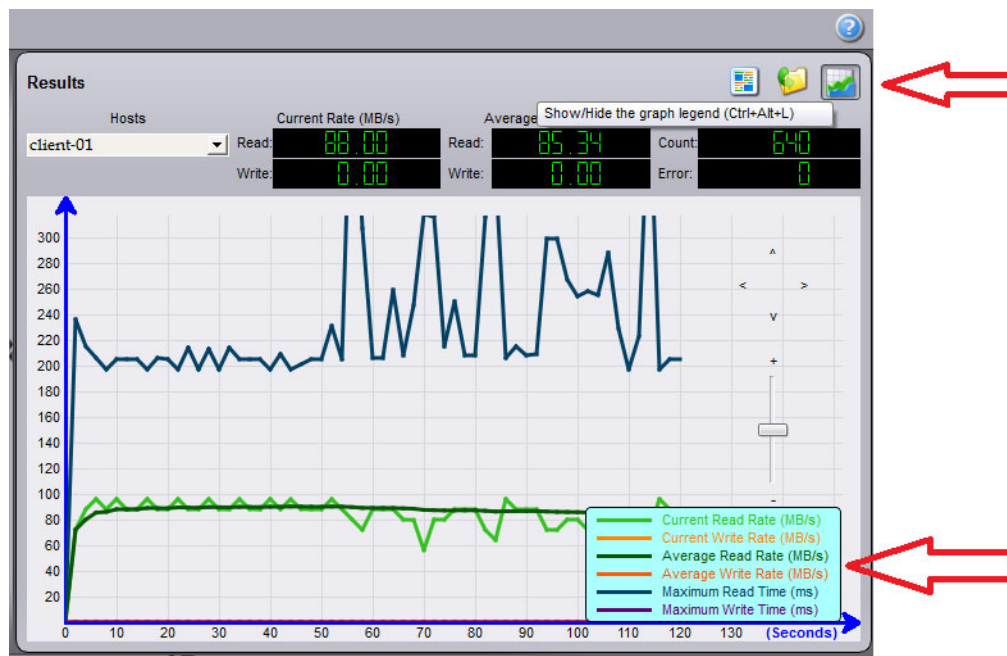 Results
Show/Hide the graph legend (Ctrl+Alt+L)
Hosts Current Rate (MB/s) Average
client-01 Read: 88.00 Read: 85.34 Count: 640
Write: 0.00 Write: 0.00 Error: 0
300
280
260
240
220
200
180
160
140
120
100
80
60
40
20
0 10 20 30 40 50 60 70 80 90 100 110 120 130 (Seconds)
^
< >
v
+
-
Current Read Rate (MB/s)
Current Write Rate (MB/s)
Average Read Rate (MB/s)
Average Write Rate (MB/s)
Maximum Read Time (ms)
Maximum Write Time (ms)